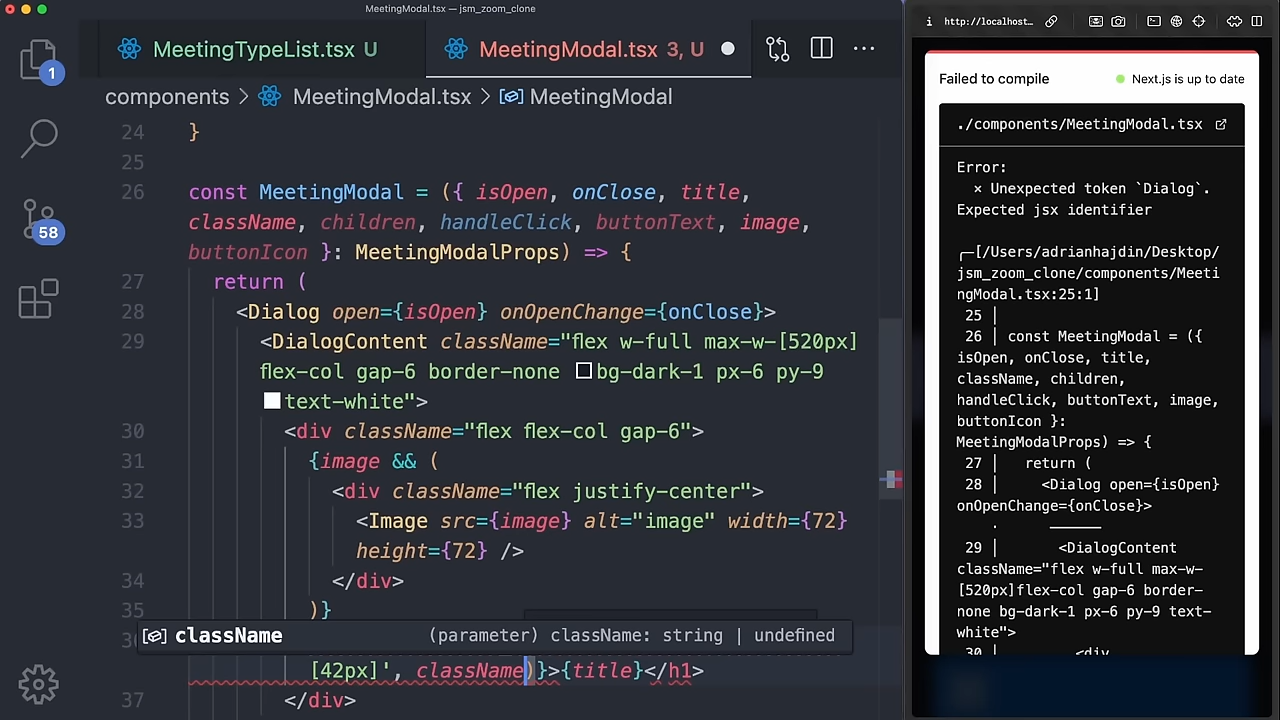 MeetingModal.tsx — jsm_zoom_clone
MeetingTypeList.tsx U
MeetingModal.tsx 3, U
components > MeetingModal.tsx > MeetingModal
1
58
24 }
25
26 const MeetingModal = ({ isOpen, onClose, title,
className, children, handleClick, buttonText, image,
buttonIcon }: MeetingModalProps) => {
27 return (
28 <Dialog open={isOpen} onOpenChange={onClose}>
29 <DialogContent className="flex w-full max-w-[520px]
flex-col gap-6 border-none bg-dark-1 px-6 py-9
text-white">
30 <div className="flex flex-col gap-6">
31 {image && (
32 <div className="flex justify-center">
33 <Image src={image} alt="image" width={72}
height={72} />
34 </div>
35 )}
className (parameter) className: string | undefined
[42px]', className)}>{title}</h1>
37 </div>
http://localhost…
Failed to compile
Next.js is up to date
./components/MeetingModal.tsx
Error:
× Unexpected token `Dialog`.
Expected jsx identifier
╭─[/Users/adrianhajdin/Desktop/
jsm_zoom_clone/components/Meeti
ngModal.tsx:25:1]
25 │
26 │ const MeetingModal = ({
isOpen, onClose, title,
className, children,
handleClick, buttonText, image,
buttonIcon }:
MeetingModalProps) => {
27 │ return (
28 │ <Dialog open={isOpen}
onOpenChange={onClose}>
· ──────
29 │ <DialogContent
className="flex w-full max-w-
[520px]flex-col gap-6 border-
none bg-dark-1 px-6 py-9 text-
white">
30 │ <div